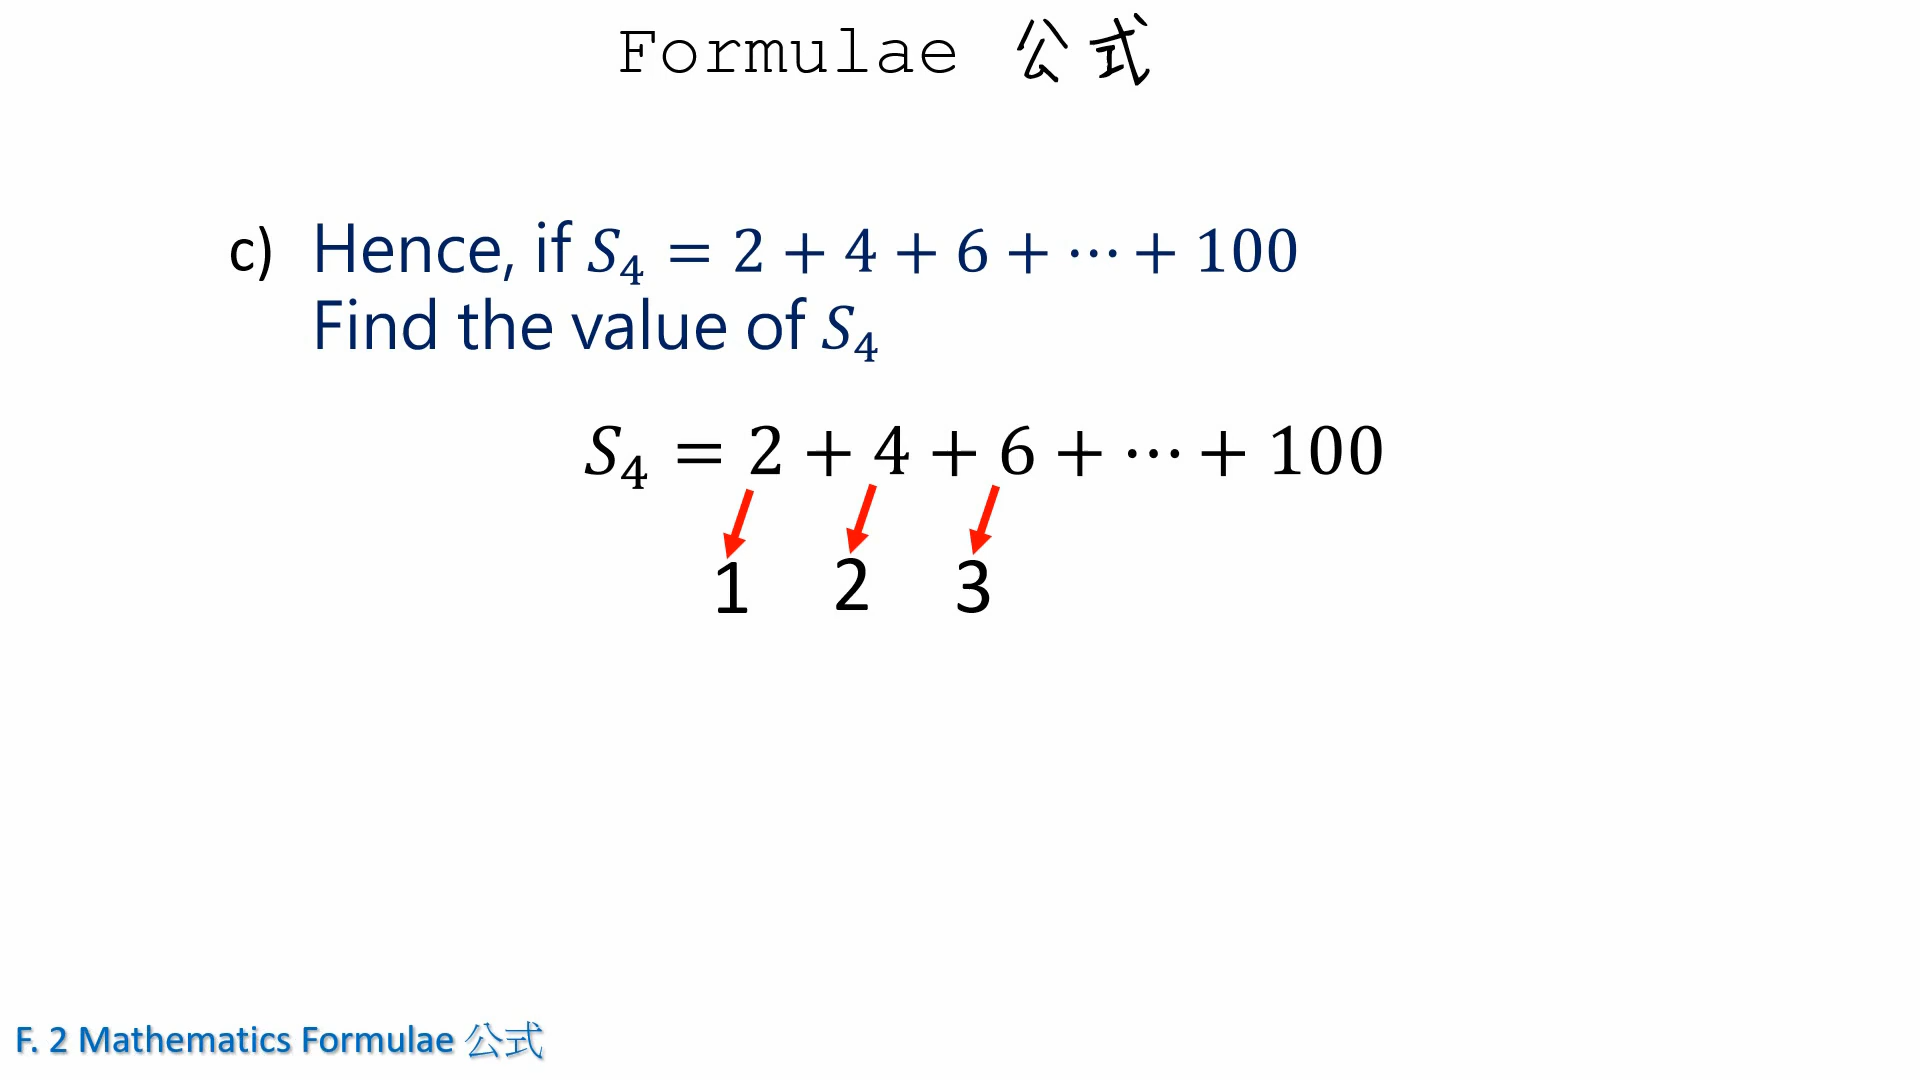 Formulae 公式
c) Hence, if S₄ = 2 + 4 + 6 + ⋯ + 100
Find the value of S₄
S₄ = 2 + 4 + 6 + ⋯ + 100
1 2 3
F. 2 Mathematics Formulae 公式